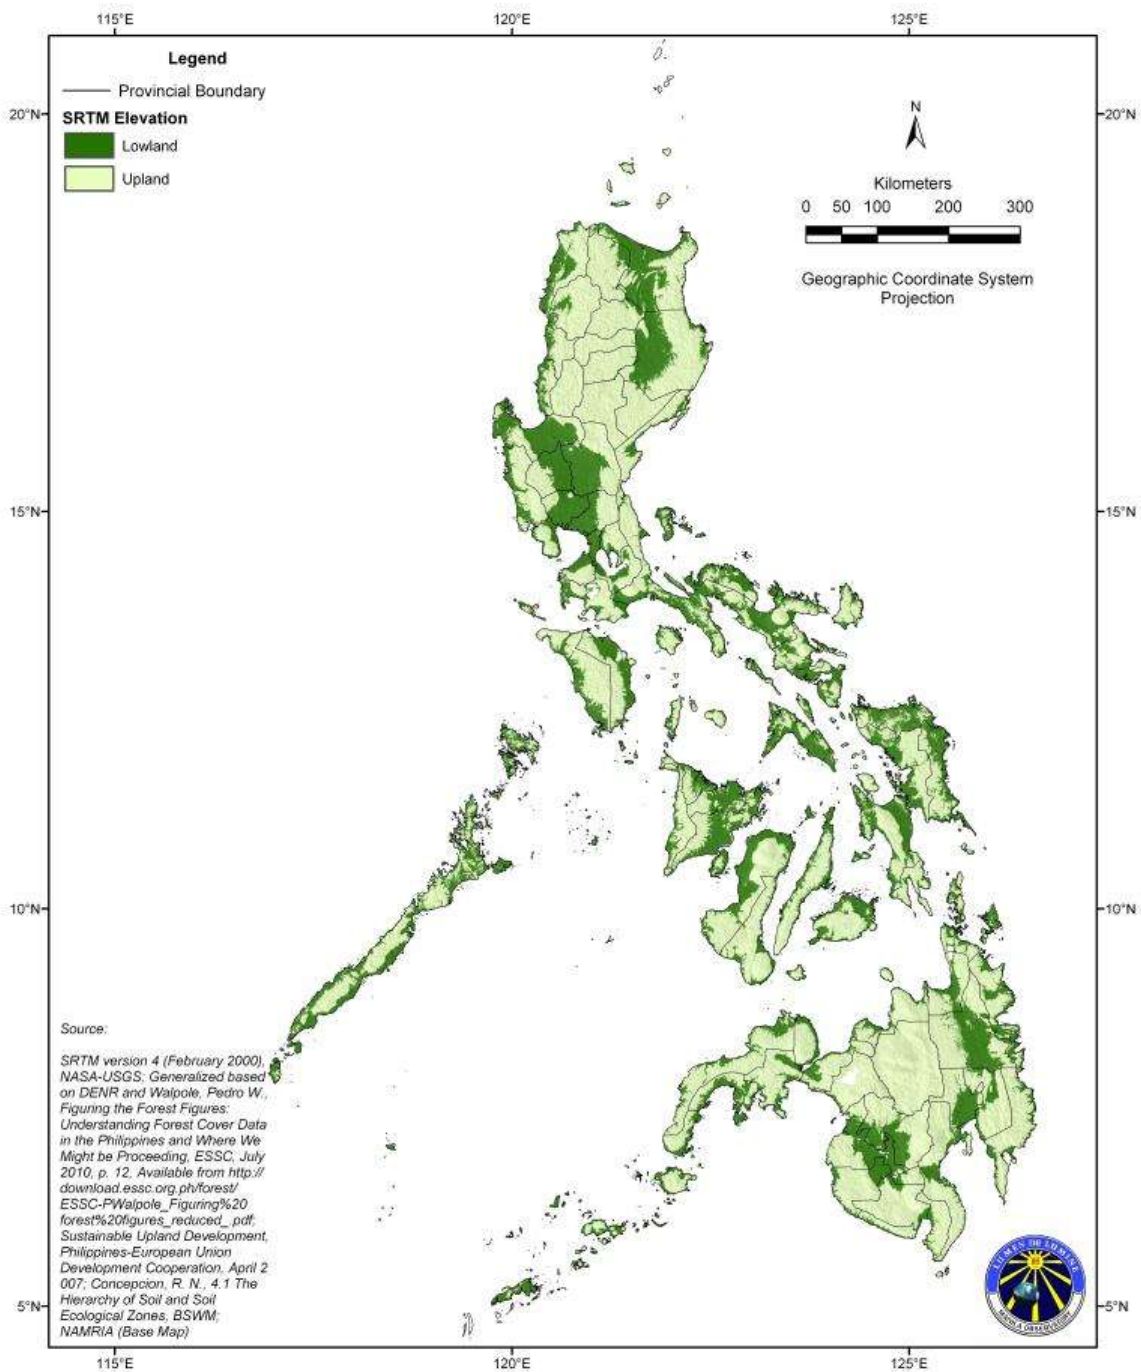 115°E 120°E 125°E
Legend
Provincial Boundary
SRTM Elevation
Lowland
Upland
20°N 20°N
N
Kilometers
0 50 100 200 300
Geographic Coordinate System
Projection
15°N 15°N
10°N 10°N
Source:
SRTM version 4 (February 2000),
NASA-USGS; Generalized based
on DENR and Walpole, Pedro W.,
Figuring the Forest Figures:
Understanding Forest Cover Data
in the Philippines and Where We
Might be Proceeding, ESSC, July
2010, p. 12, Available from http://
download.essc.org.ph/forest/
ESSC-PWalpole_Figuring%20
forest%20figures_reduced_.pdf;
Sustainable Upland Development,
Philippines-European Union
Development Cooperation, April 2
007; Concepcion, R. N., 4.1 The
Hierarchy of Soil and Soil
Ecological Zones, BSWM;
NAMRIA (Base Map)
LUMEN DE LUMINE
MANILA OBSERVATORY
5°N 5°N
115°E 120°E 125°E